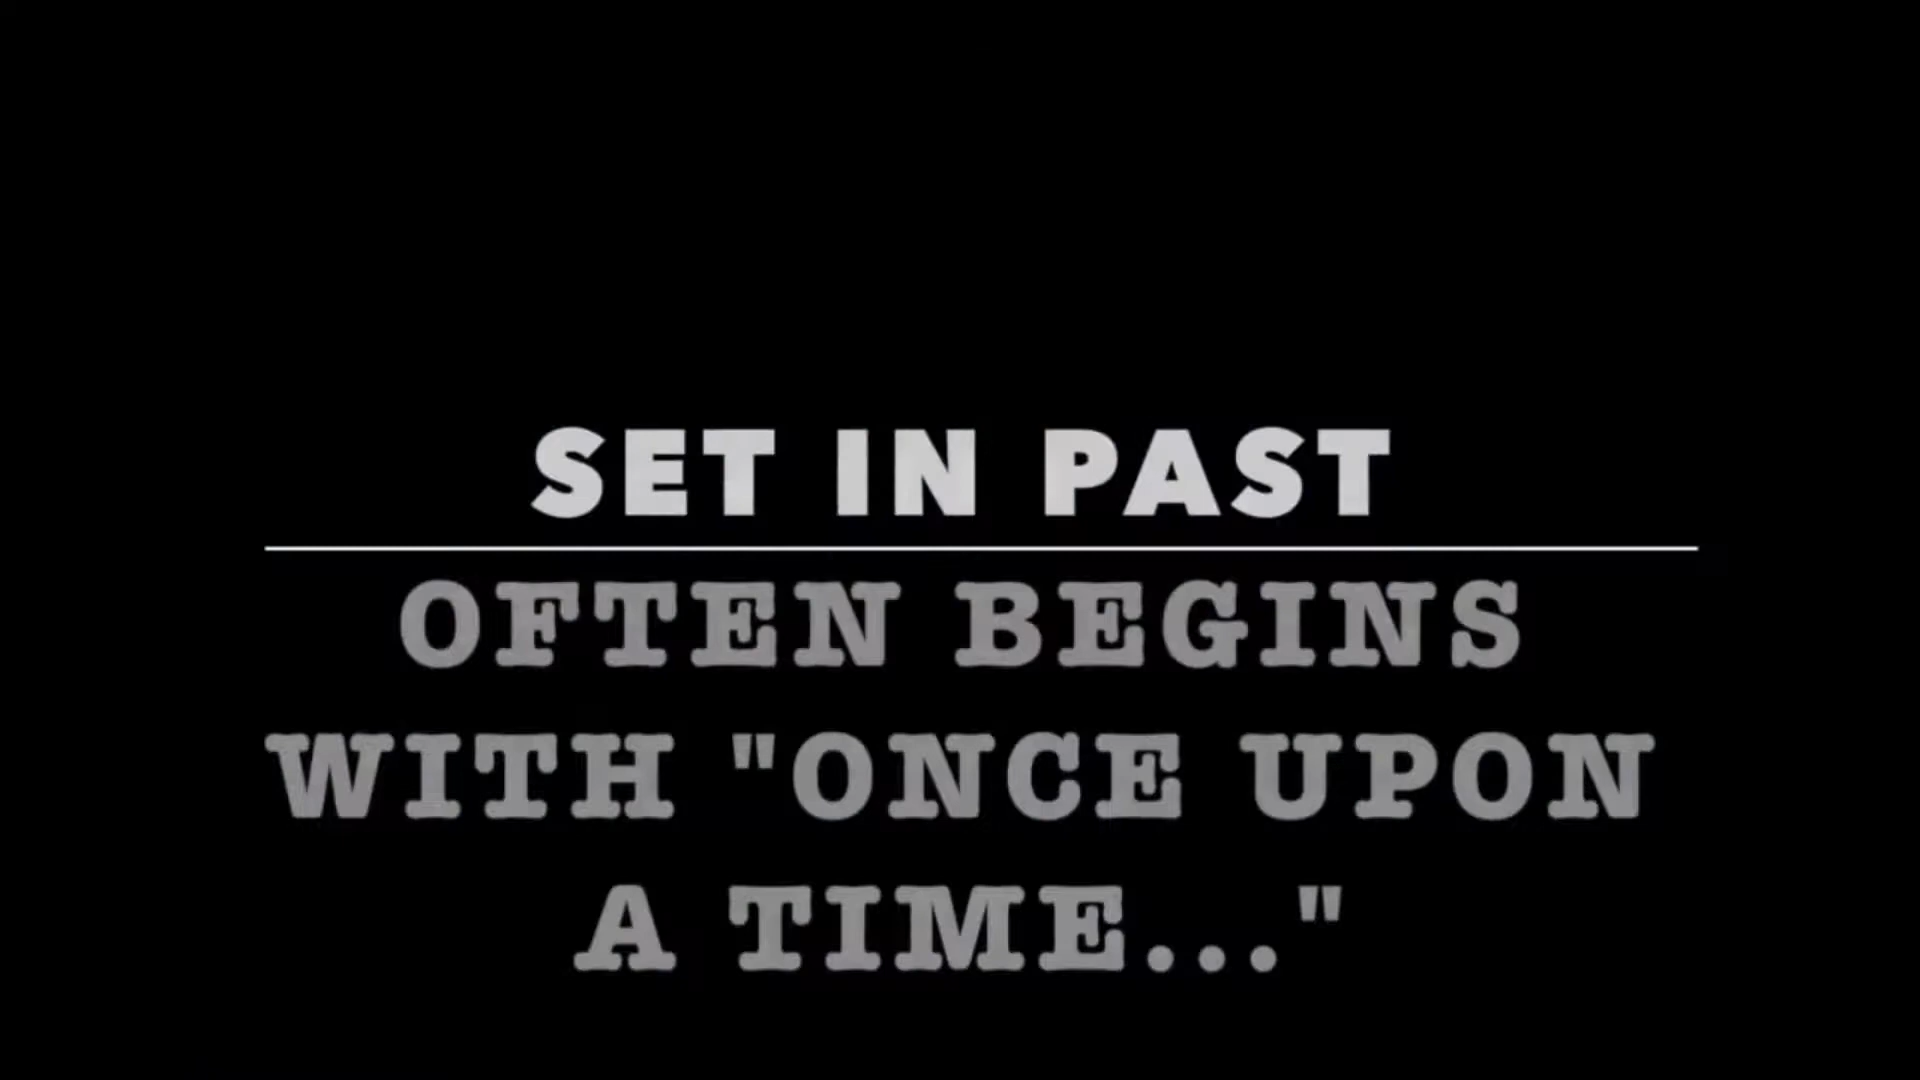 SET IN PAST
OFTEN BEGINS
WITH "ONCE UPON
A TIME..."